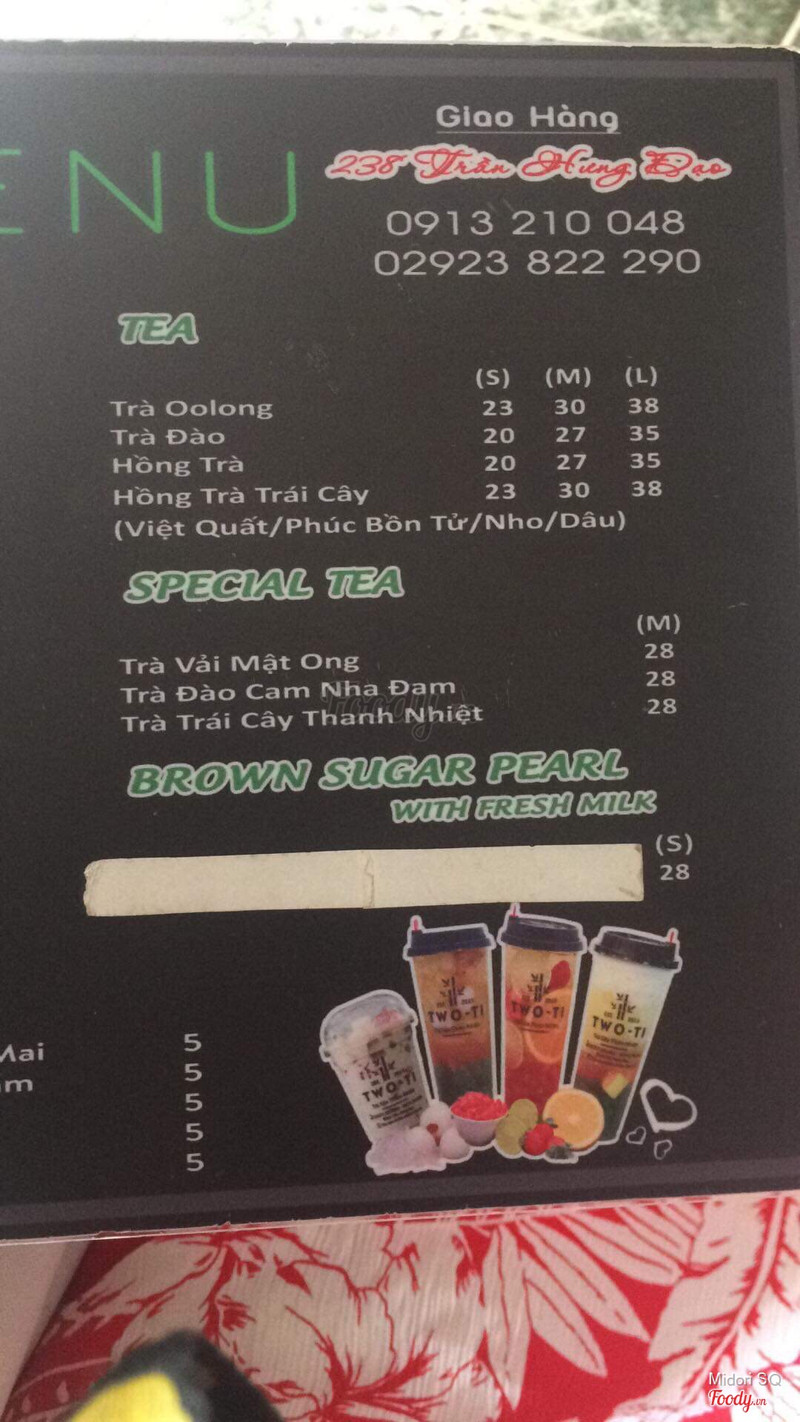 ENU
Giao Hàng
238 Trần Hưng Đạo
0913 210 048
02923 822 290
TEA
(S) (M) (L)
Trà Oolong 23 30 38
Trà Đào 20 27 35
Hồng Trà 20 27 35
Hồng Trà Trái Cây 23 30 38
(Việt Quất/Phúc Bồn Tử/Nho/Dâu)
SPECIAL TEA
(M)
Trà Vải Mật Ong 28
Trà Đào Cam Nha Đam 28
Trà Trái Cây Thanh Nhiệt 28
BROWN SUGAR PEARL
WITH FRESH MILK
(S)
28
TWO-TI
TWO-TI
TWO-TI
TWO-TI
Mai 5
5
5
5
5
Foody
Midori SQ
Foody.vn